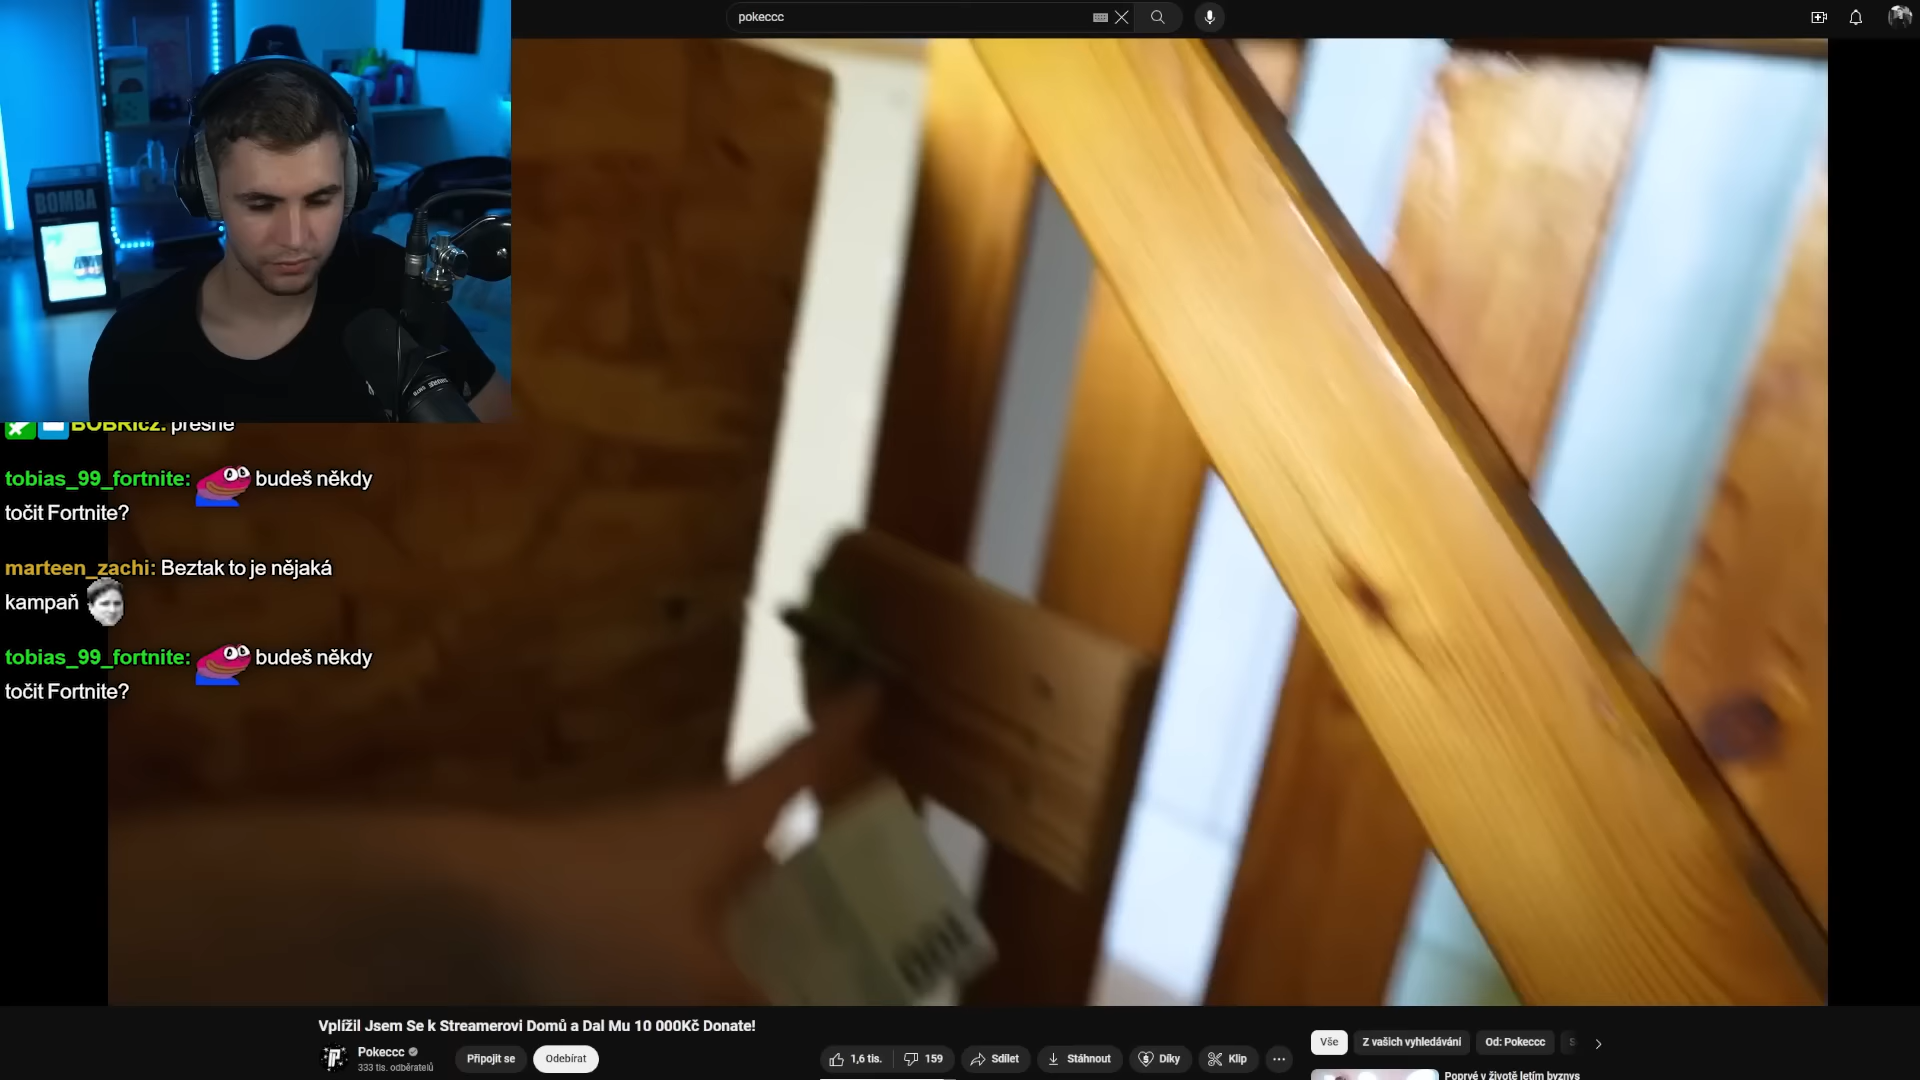 pokeccc
BOMBA
BOBRICZ: přesně
tobias_99_fortnite: budeš někdy
točit Fortnite?
marteen_zachi: Beztak to je nějaká
kampaň
tobias_99_fortnite: budeš někdy
točit Fortnite?
Vplížil Jsem Se k Streamerovi Domů a Dal Mu 10 000Kč Donate!
Pokeccc
333 tis. odběratelů
Připojit se
Odebírat
1,6 tis.
159
Sdílet
Stáhnout
Díky
Klip
Vše
Z vašich vyhledávání
Od: Pokeccc
Poprvé v životě letím byznys